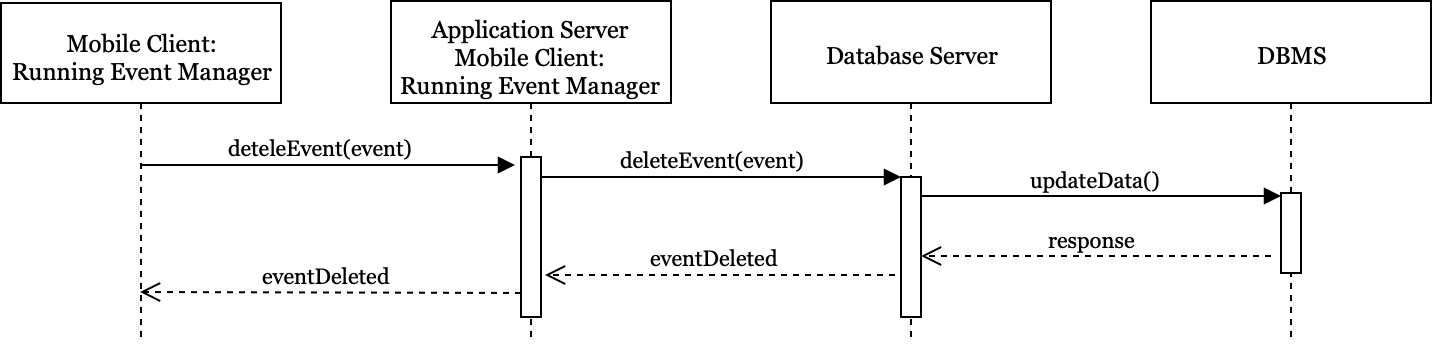 Mobile Client:
Running Event Manager
Application Server
Mobile Client:
Running Event Manager
Database Server
DBMS
deteleEvent(event)
deleteEvent(event)
updateData()
response
eventDeleted
eventDeleted